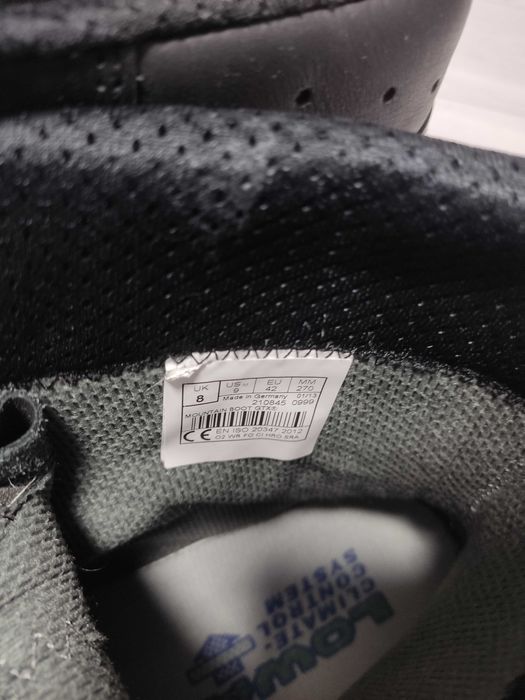 UK US M EU MM
8 9 42 270
Made in Germany 01/13
210845 0999
MOUNTAIN BOOT GTX®
CE EN ISO 20347:2012
O2 WR FO CI HRO SRA
CLIMATE-
CONTROL
SYSTEM